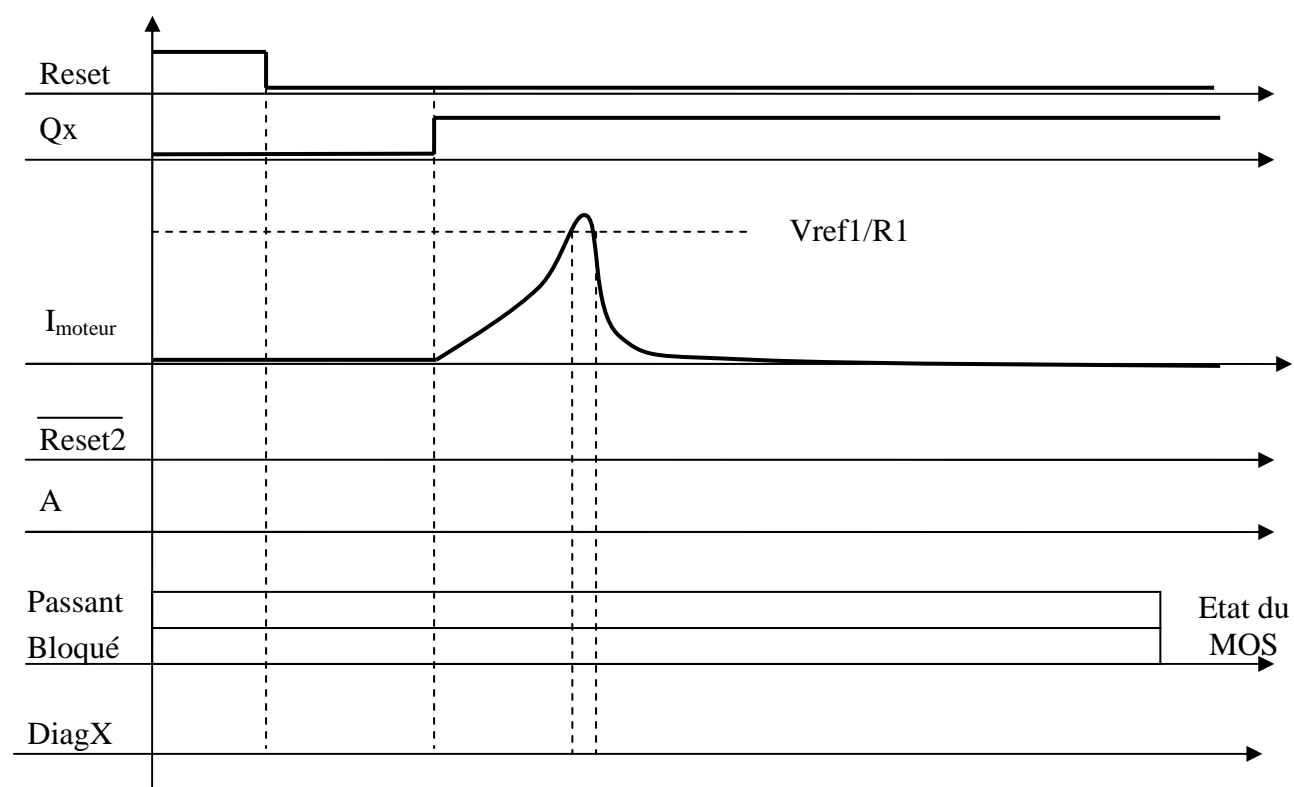 Reset
Qx
Vref1/R1
Imoteur
Reset2
A
Passant
Bloqué
Etat du
MOS
DiagX